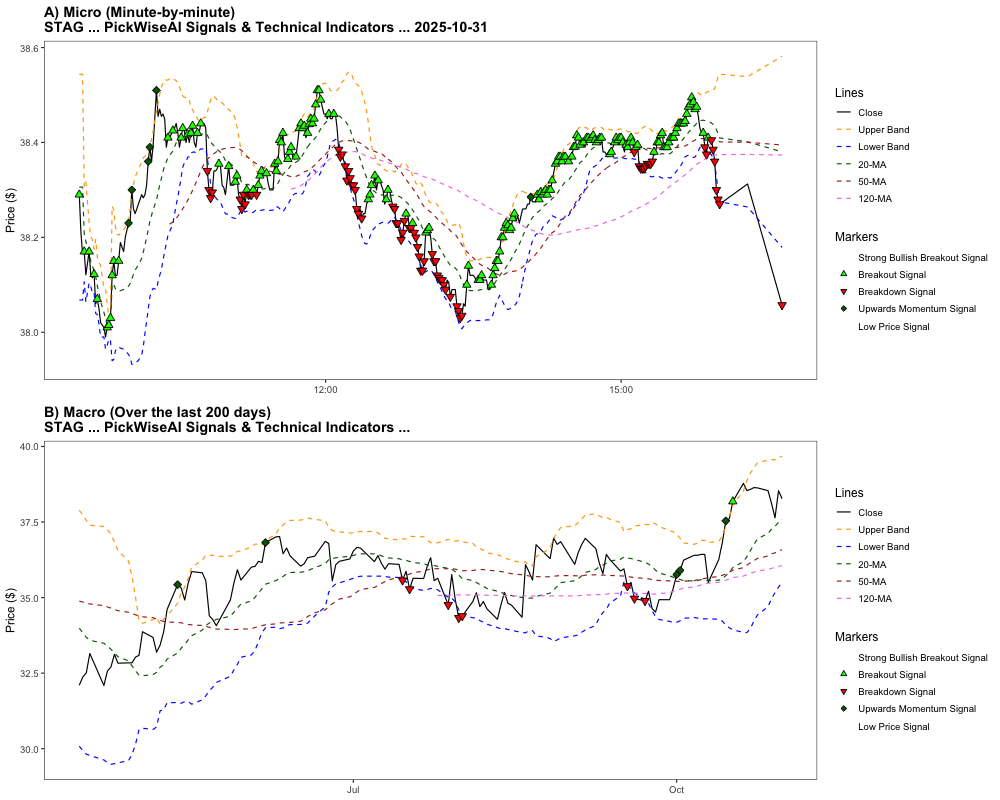 A) Micro (Minute-by-minute)
STAG ... PickWiseAI Signals & Technical Indicators ... 2025-10-31
38.6
38.4
38.2
38.0
Price ($)
12:00
15:00
Lines
Close
Upper Band
Lower Band
20-MA
50-MA
120-MA
Markers
Strong Bullish Breakout Signal
Breakout Signal
Breakdown Signal
Upwards Momentum Signal
Low Price Signal
B) Macro (Over the last 200 days)
STAG ... PickWiseAI Signals & Technical Indicators ...
40.0
37.5
35.0
32.5
30.0
Price ($)
Jul
Oct
Lines
Close
Upper Band
Lower Band
20-MA
50-MA
120-MA
Markers
Strong Bullish Breakout Signal
Breakout Signal
Breakdown Signal
Upwards Momentum Signal
Low Price Signal